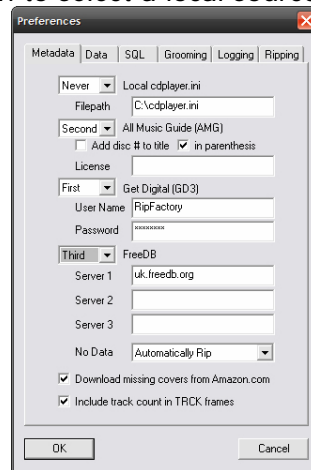 Preferences
Metadata Data SQL Grooming Logging Ripping
Never Local cdplayer.ini
Filepath C:\cdplayer.ini
Second All Music Guide (AMG)
Add disc # to title in parenthesis
License
First Get Digital (GD3)
User Name RipFactory
Password xxxxxxxx
Third FreeDB
Server 1 uk.freedb.org
Server 2
Server 3
No Data Automatically Rip
Download missing covers from Amazon.com
Include track count in TRCK frames
OK Cancel